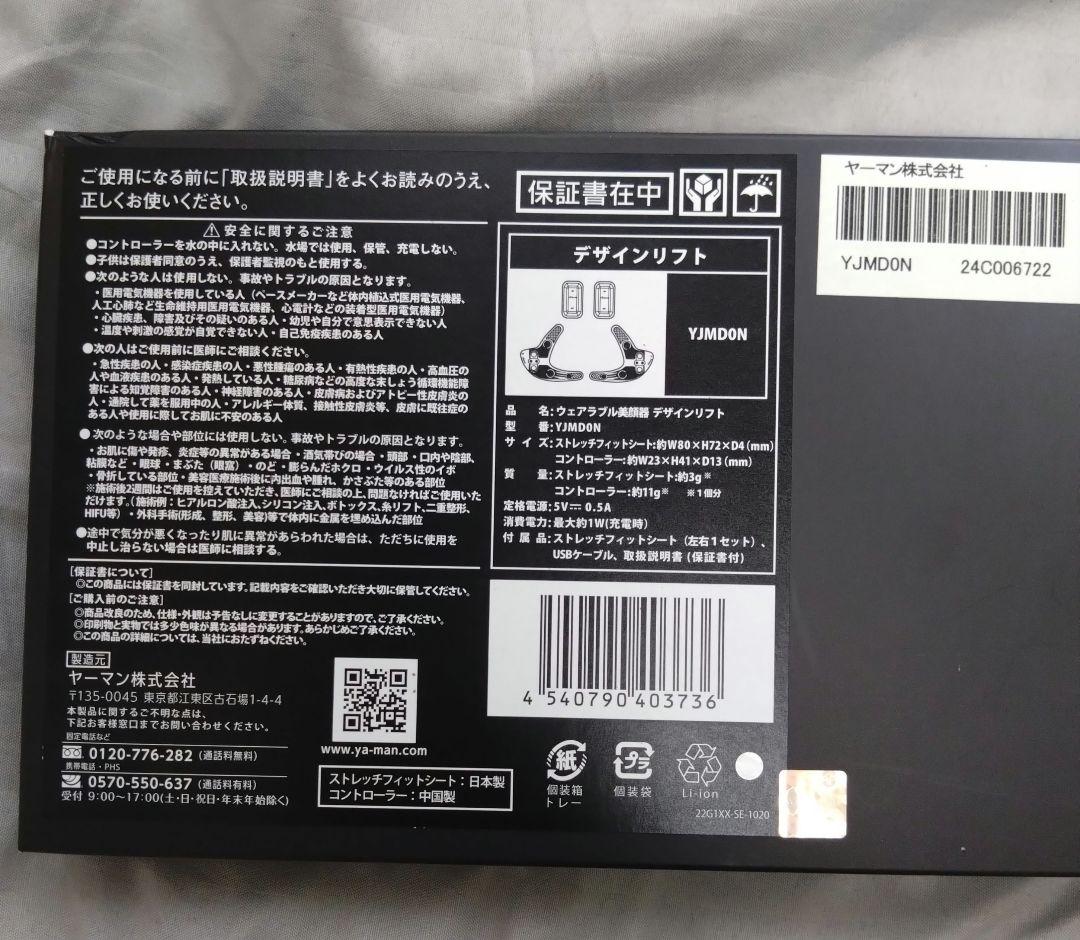 ご使用になる前に「取扱説明書」をよくお読みのうえ、
正しくお使いください。
⚠安全に関するご注意
●コントローラーを水の中に入れない。水場では使用、保管、充電しない。
●子供は保護者同意のうえ、保護者監視のもと使用する。
●次のような人は使用しない。事故やトラブルの原因となります。
・医用電気機器を使用している人（ペースメーカーなど体内植込式医用電気機器、
人工心肺など生命維持用医用電気機器、心電計などの装着型医用電気機器）
・心臓疾患、障害及びその疑いのある人・幼児や自分で意思表示できない人
・温度や刺激の感覚が自覚できない人・自己免疫疾患のある人
●次の人はご使用前に医師にご相談ください。
・急性疾患の人・感染症疾患の人・悪性腫瘍のある人・有熱性疾患の人・高血圧の
人や血液疾患のある人・発熱している人・糖尿病などの高度な末しょう循環機能障
害による知覚障害のある人・神経障害のある人・皮膚病およびアトピー性皮膚炎の
人・通院して薬を服用中の人・アレルギー体質、接触性皮膚炎等、皮膚に既往症の
ある人や使用に際してお肌に不安のある人
●次のような場合や部位には使用しない。事故やトラブルの原因となります。
・お肌に傷や発疹、炎症等の異常がある場合・酒気帯びの場合・頭部・口内や陰部、
粘膜など・眼球・まぶた（眼窩）・のど・膨らんだホクロ・ウイルス性のイボ
・骨折している部位・美容医療施術後に内出血や腫れ、かさぶた等のある部位
※施術後2週間はご使用を控えていただき、医師にご相談の上、問題なければご使用いた
だけます。（施術例：ヒアルロン酸注入、シリコン注入、ボトックス、糸リフト、二重整形、
HIFU等）・外科手術(形成、整形、美容)等で体内に金属を埋め込んだ部位
●途中で気分が悪くなったり肌に異常があらわれた場合は、ただちに使用を
中止し治らない場合は医師に相談する。
[保証書について]
◎この商品には保証書を同封しています。記載内容をご確認いただき大切に保管してください。
[ご購入前のご注意]
◎商品改良のため、仕様・外観は予告なしに変更することがありますので、ご了承ください。
◎印刷物と実物では多少色味が異なる場合があります。あらかじめご了承ください。
◎この商品の詳細については、当社におたずねください。
製造元
ヤーマン株式会社
〒135-0045 東京都江東区古石場1-4-4
本製品に関するご不明な点は、
下記お客様窓口までお問い合わせください。
固定電話など
0120-776-282（通話料無料）
携帯電話・PHS
0570-550-637（通話料有料）
受付 9:00〜17:00(土・日・祝日・年末年始除く)
www.ya-man.com
ストレッチフィットシート：日本製
コントローラー：中国製
保証書在中
デザインリフト
YJMD0N
品 名：ウェアラブル美顔器 デザインリフト
型 番：YJMD0N
サイズ：ストレッチフィットシート：約W80×H72×D4（mm）
コントローラー：約W23×H41×D13（mm）
質 量：ストレッチフィットシート：約3g※
コントローラー：約11g※ ※1個分
定格電源：5V⎓0.5A
消費電力：最大約1W(充電時)
付属品：ストレッチフィットシート（左右1セット）、
USBケーブル、取扱説明書（保証書付）
4 540790 403736
紙
個装箱
トレー
プラ
個装袋
Li-ion
22G1XX-SE-1020
ヤーマン株式会社
YJMD0N 24C006722